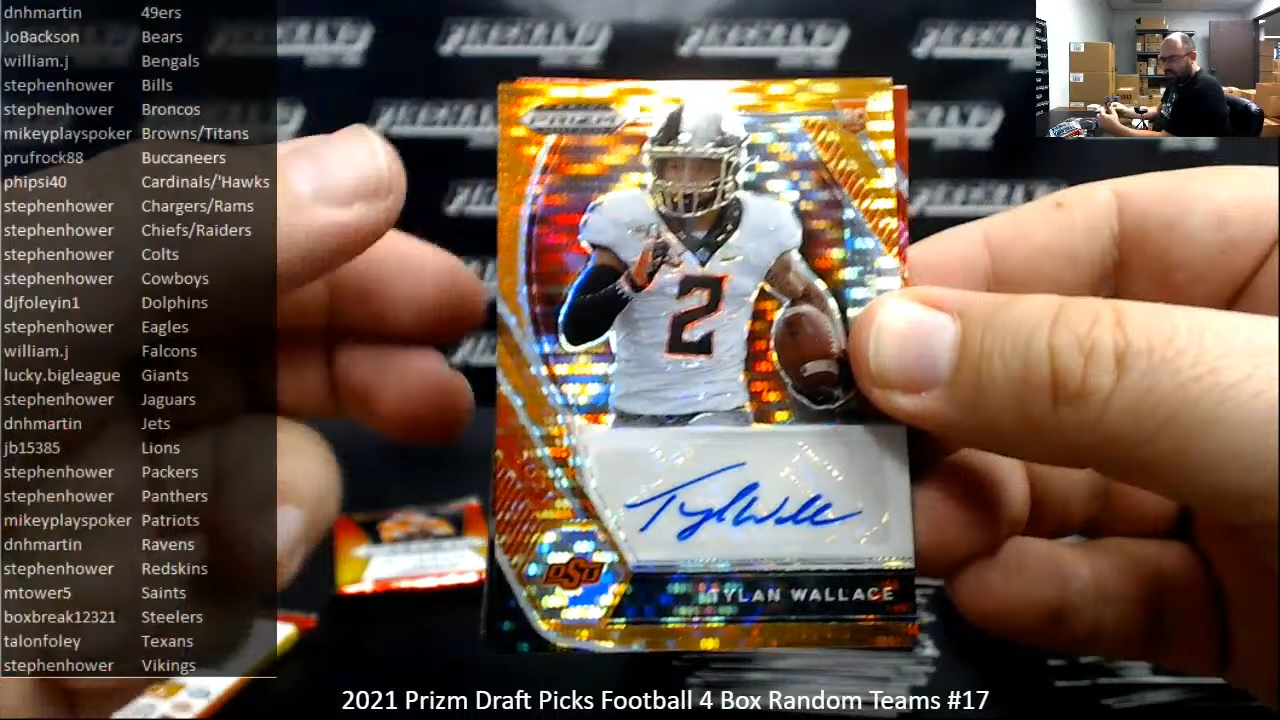 dnhmartin 49ers
JoBackson Bears
william.j Bengals
stephenhower Bills
stephenhower Broncos
mikeyplayspoker Browns/Titans
prufrock88 Buccaneers
phipsi40 Cardinals/'Hawks
stephenhower Chargers/Rams
stephenhower Chiefs/Raiders
stephenhower Colts
stephenhower Cowboys
djfoleyin1 Dolphins
stephenhower Eagles
william.j Falcons
lucky.bigleague Giants
stephenhower Jaguars
dnhmartin Jets
jb15385 Lions
stephenhower Packers
stephenhower Panthers
mikeyplayspoker Patriots
dnhmartin Ravens
stephenhower Redskins
mtower5 Saints
boxbreak12321 Steelers
talonfoley Texans
stephenhower Vikings
PRIZM
RC
2
OSU
TYLAN WALLACE
2021 Prizm Draft Picks Football 4 Box Random Teams #17